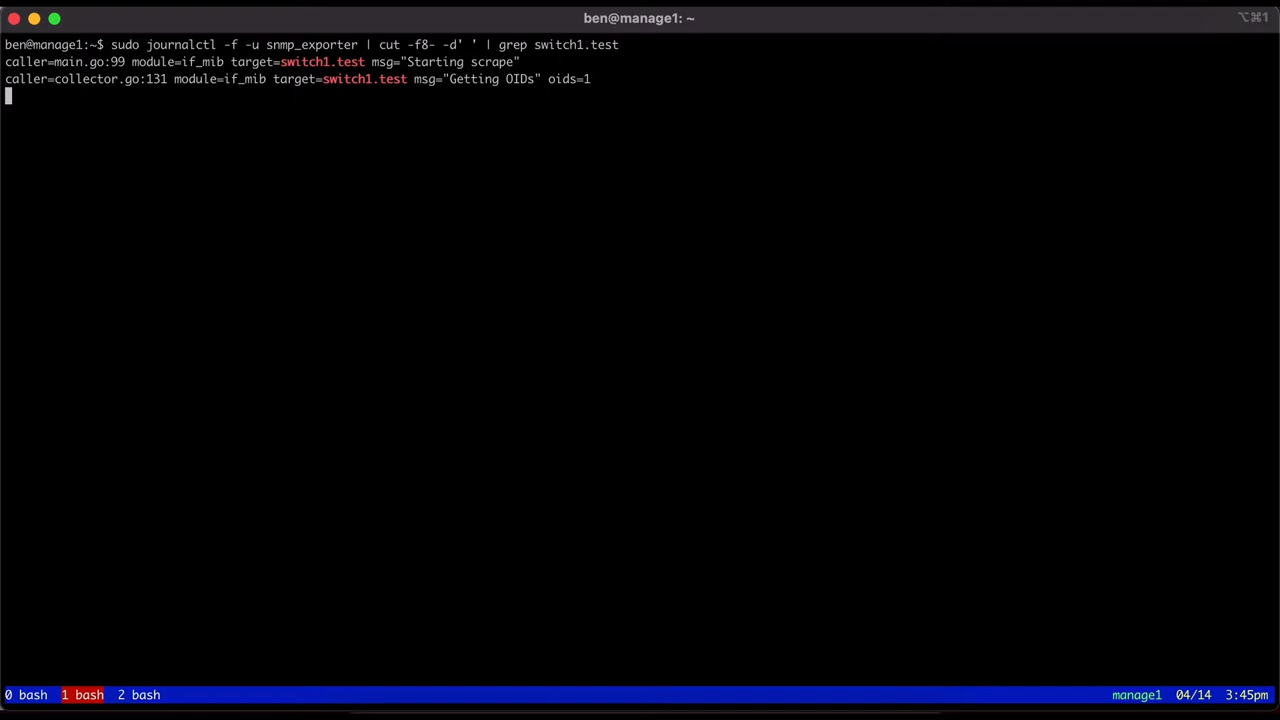 ben@manage1: ~
⌥⌘1
ben@manage1:~$ sudo journalctl -f -u snmp_exporter | cut -f8- -d' ' | grep switch1.test
caller=main.go:99 module=if_mib target=switch1.test msg="Starting scrape"
caller=collector.go:131 module=if_mib target=switch1.test msg="Getting OIDs" oids=1
0 bash 1 bash 2 bash manage1 04/14 3:45pm